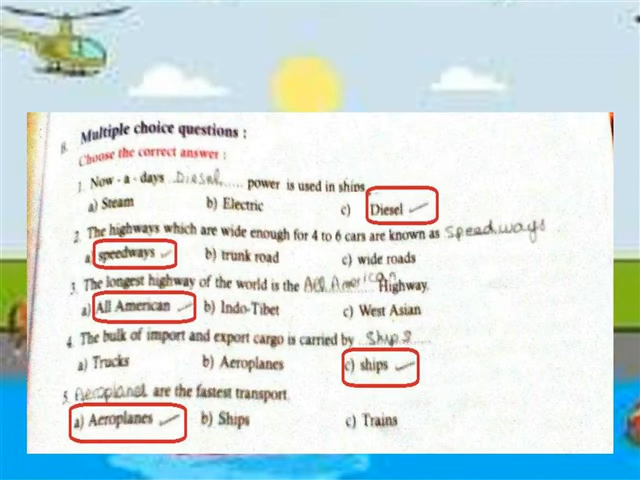 B. Multiple choice questions :
Choose the correct answer :
1. Now - a - days Diesel...... power is used in ships
a) Steam b) Electric c) Diesel
2. The highways which are wide enough for 4 to 6 cars are known as speedways
a) speedways b) trunk road c) wide roads
3. The longest highway of the world is the All American Highway.
a) All American b) Indo-Tibet c) West Asian
4. The bulk of import and export cargo is carried by ships....
a) Trucks b) Aeroplanes c) ships
5. Aeroplanes are the fastest transport.
a) Aeroplanes b) Ships c) Trains